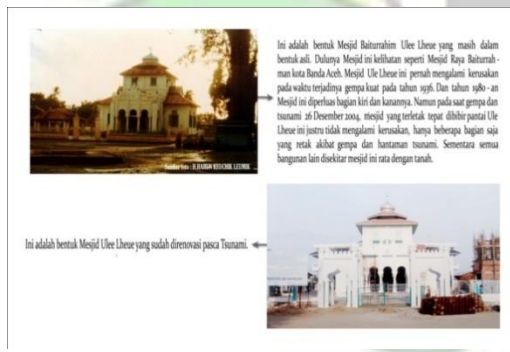 Ini adalah bentuk Mesjid Baiturrahim Ulee Lheue yang masih dalam
bentuk asli. Dulunya Mesjid ini kelihatan seperti Mesjid Raya Baiturrah -
man kota Banda Aceh. Mesjid Ule Lheue ini pernah mengalami kerusakan
pada waktu terjadinya gempa kuat pada tahun 1936. Dan tahun 1980 - an
Mesjid ini diperluas bagian kiri dan kanannya. Namun pada saat gempa dan
tsunami 26 Desember 2004, mesjid yang terletak tepat dibibir pantai Ule
Lheue ini justru tidak mengalami kerusakan, hanya beberapa bagian saja
yang retak akibat gempa dan hantaman tsunami. Sementara semua
bangunan lain disekitar mesjid ini rata dengan tanah.
Ini adalah bentuk Mesjid Ulee Lheue yang sudah direnovasi pasca Tsunami.